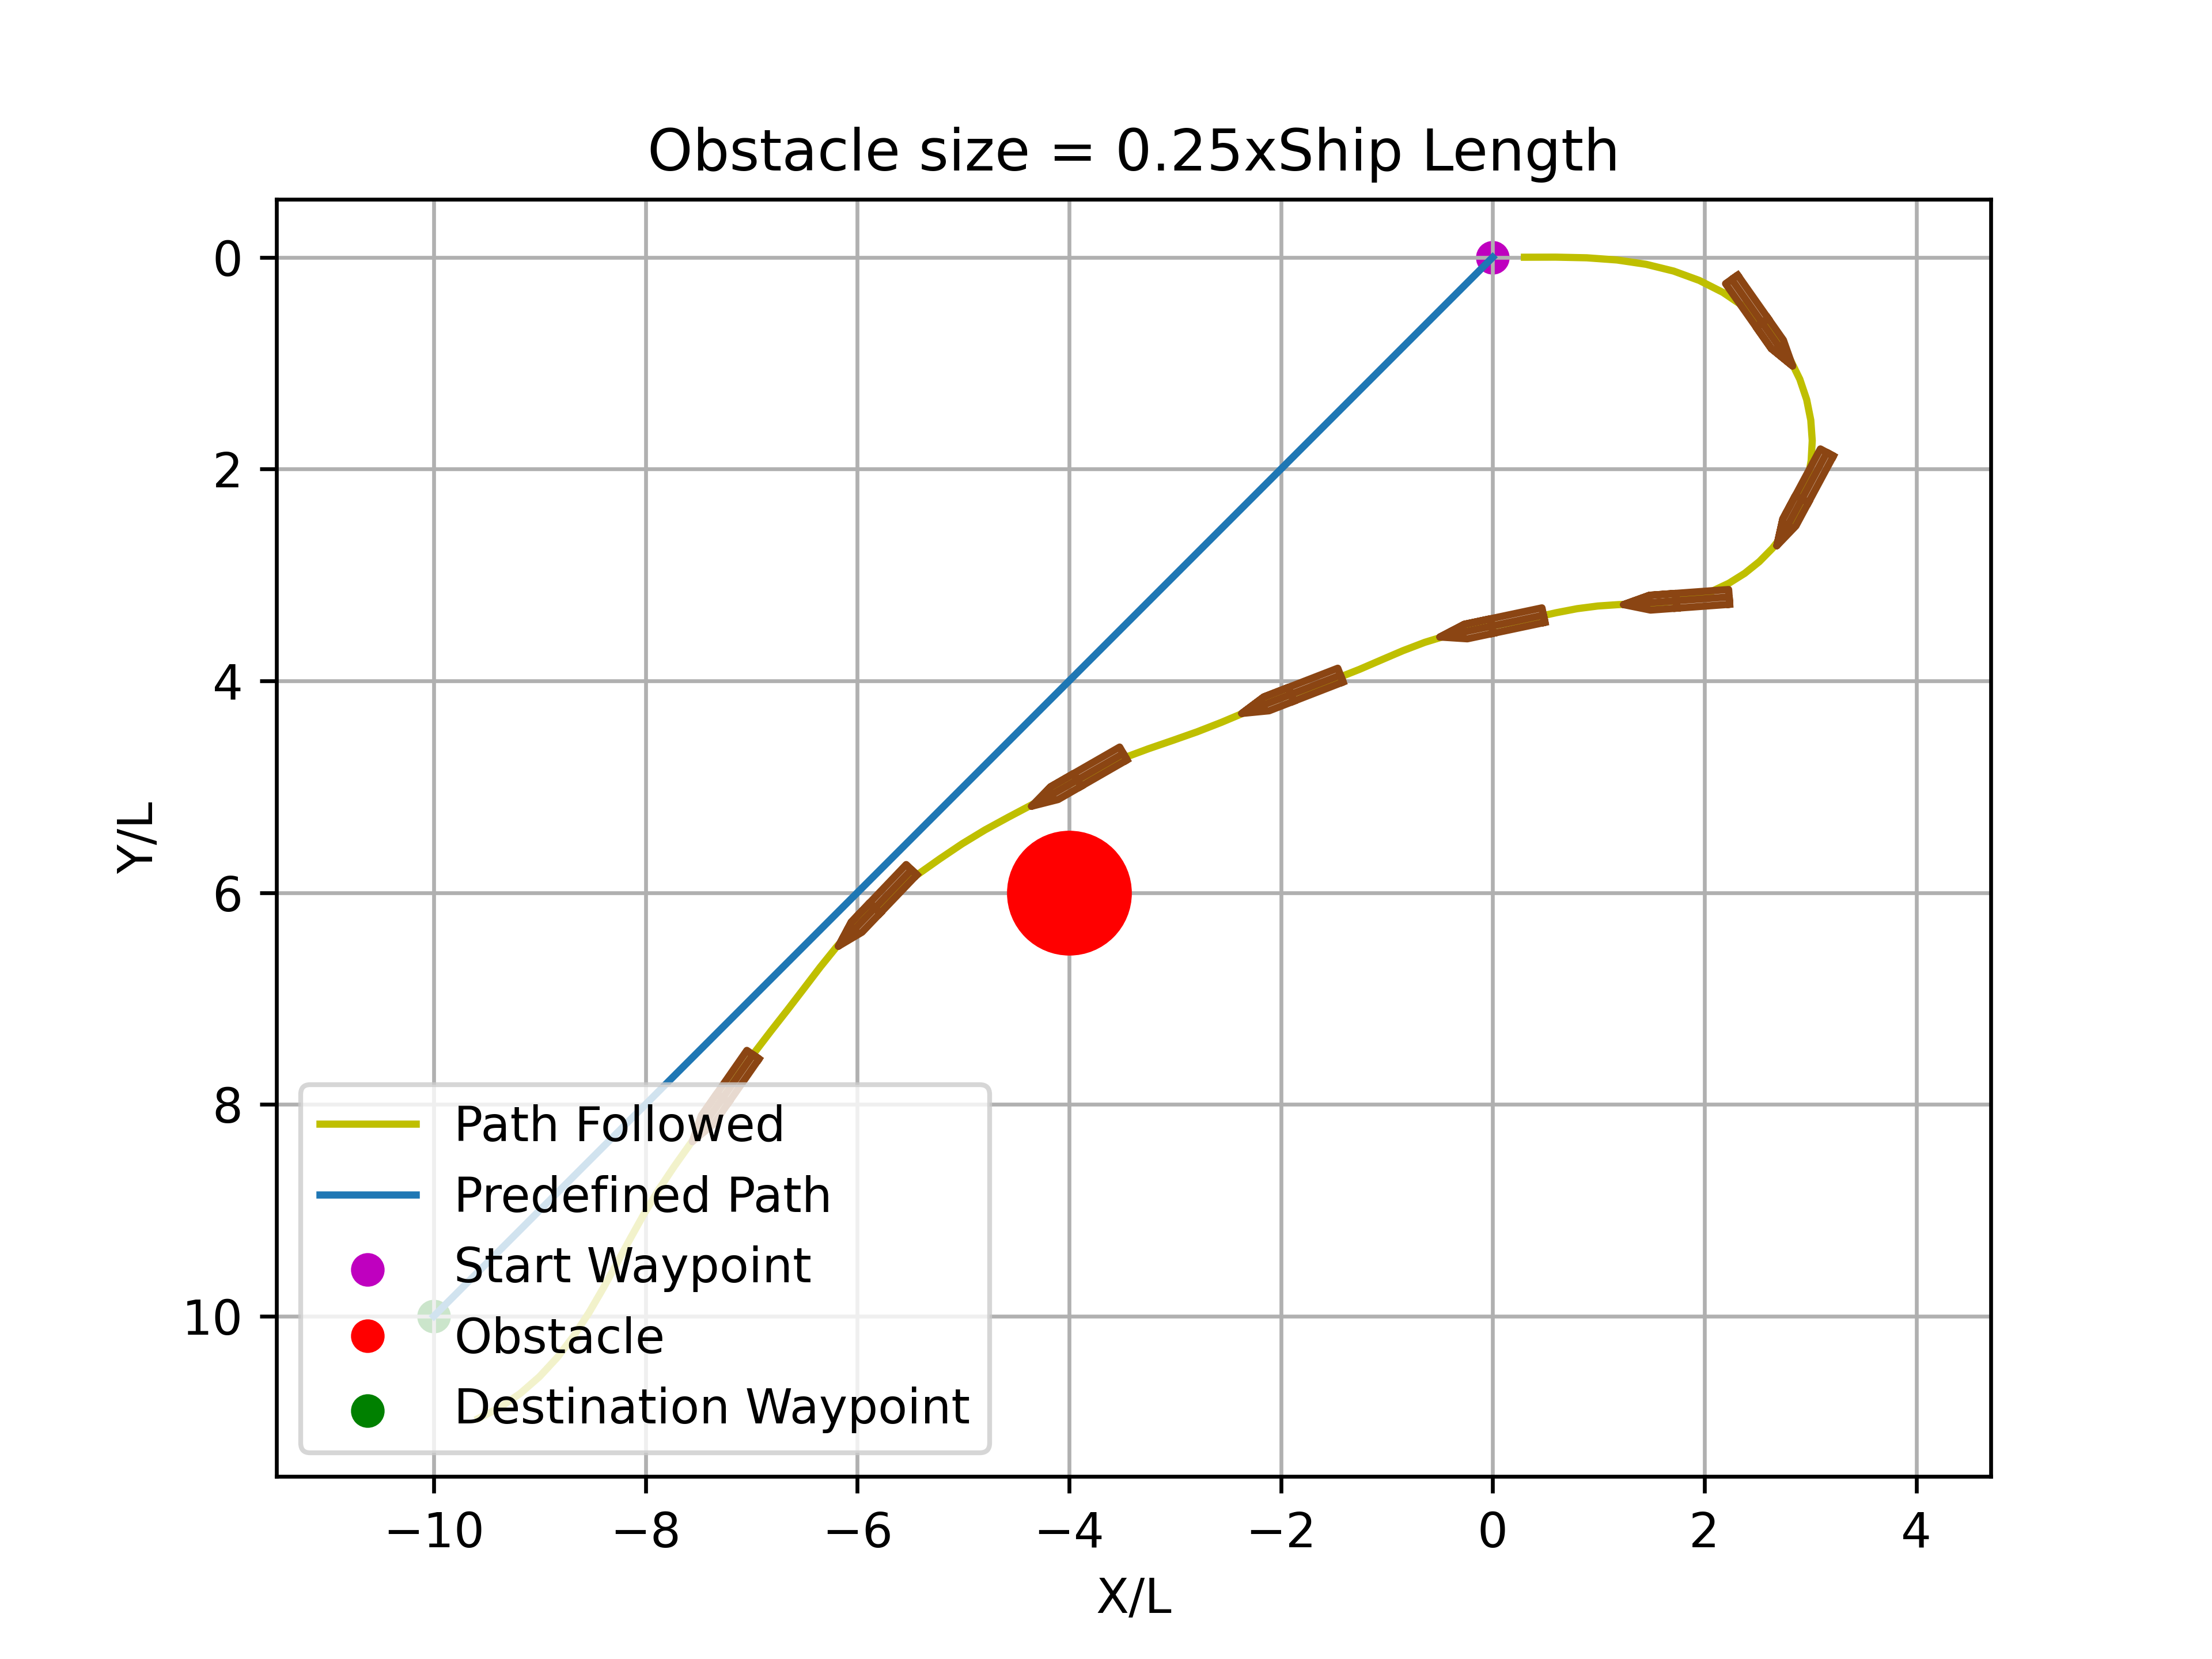 Obstacle size = 0.25xShip Length
0
2
4
6
8
10
Y/L
Path Followed
Predefined Path
Start Waypoint
Obstacle
Destination Waypoint
−10 −8 −6 −4 −2 0 2 4
X/L